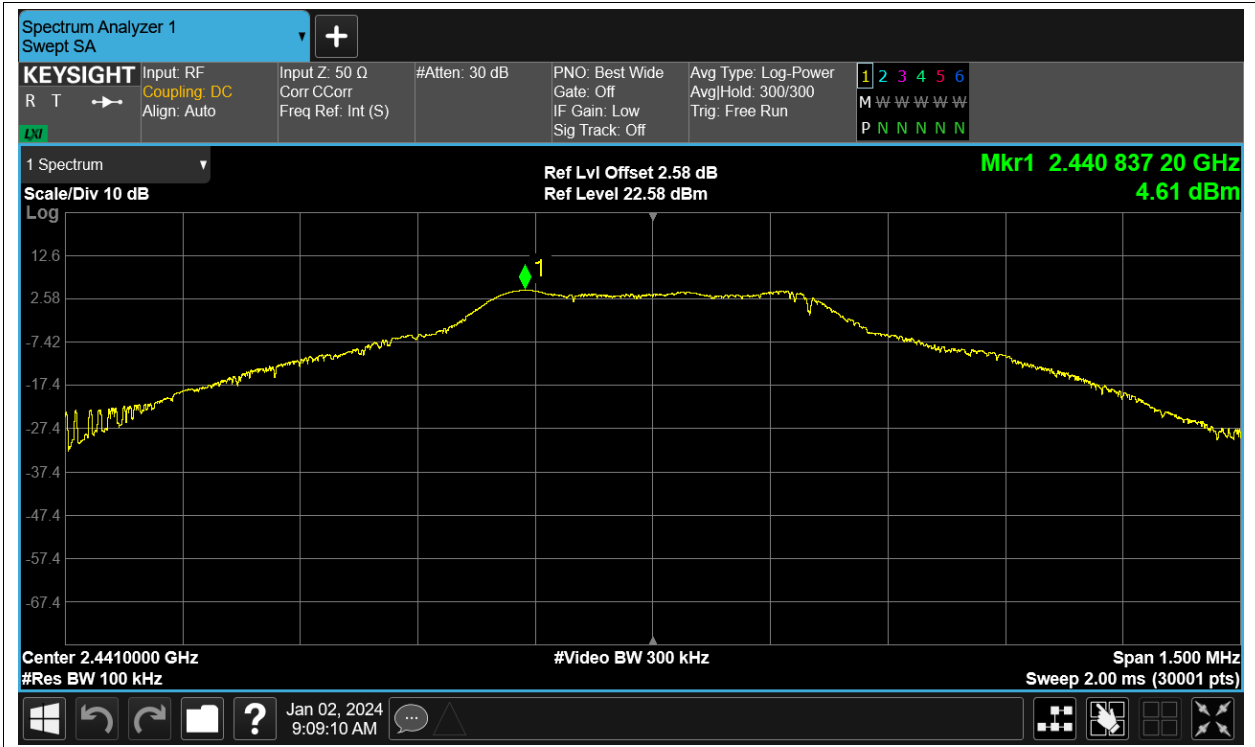 Spectrum Analyzer 1
Swept SA
KEYSIGHT
R T
LXI
Input: RF
Coupling: DC
Align: Auto
Input Z: 50 Ω
Corr CCorr
Freq Ref: Int (S)
#Atten: 30 dB
PNO: Best Wide
Gate: Off
IF Gain: Low
Sig Track: Off
Avg Type: Log-Power
Avg|Hold: 300/300
Trig: Free Run
1 2 3 4 5 6
M W W W W W
P N N N N N
1 Spectrum
Scale/Div 10 dB
Log
Ref Lvl Offset 2.58 dB
Ref Level 22.58 dBm
Mkr1 2.440 837 20 GHz
4.61 dBm
12.6
1
2.58
-7.42
-17.4
-27.4
-37.4
-47.4
-57.4
-67.4
Center 2.4410000 GHz
#Res BW 100 kHz
#Video BW 300 kHz
Span 1.500 MHz
Sweep 2.00 ms (30001 pts)
?
Jan 02, 2024
9:09:10 AM